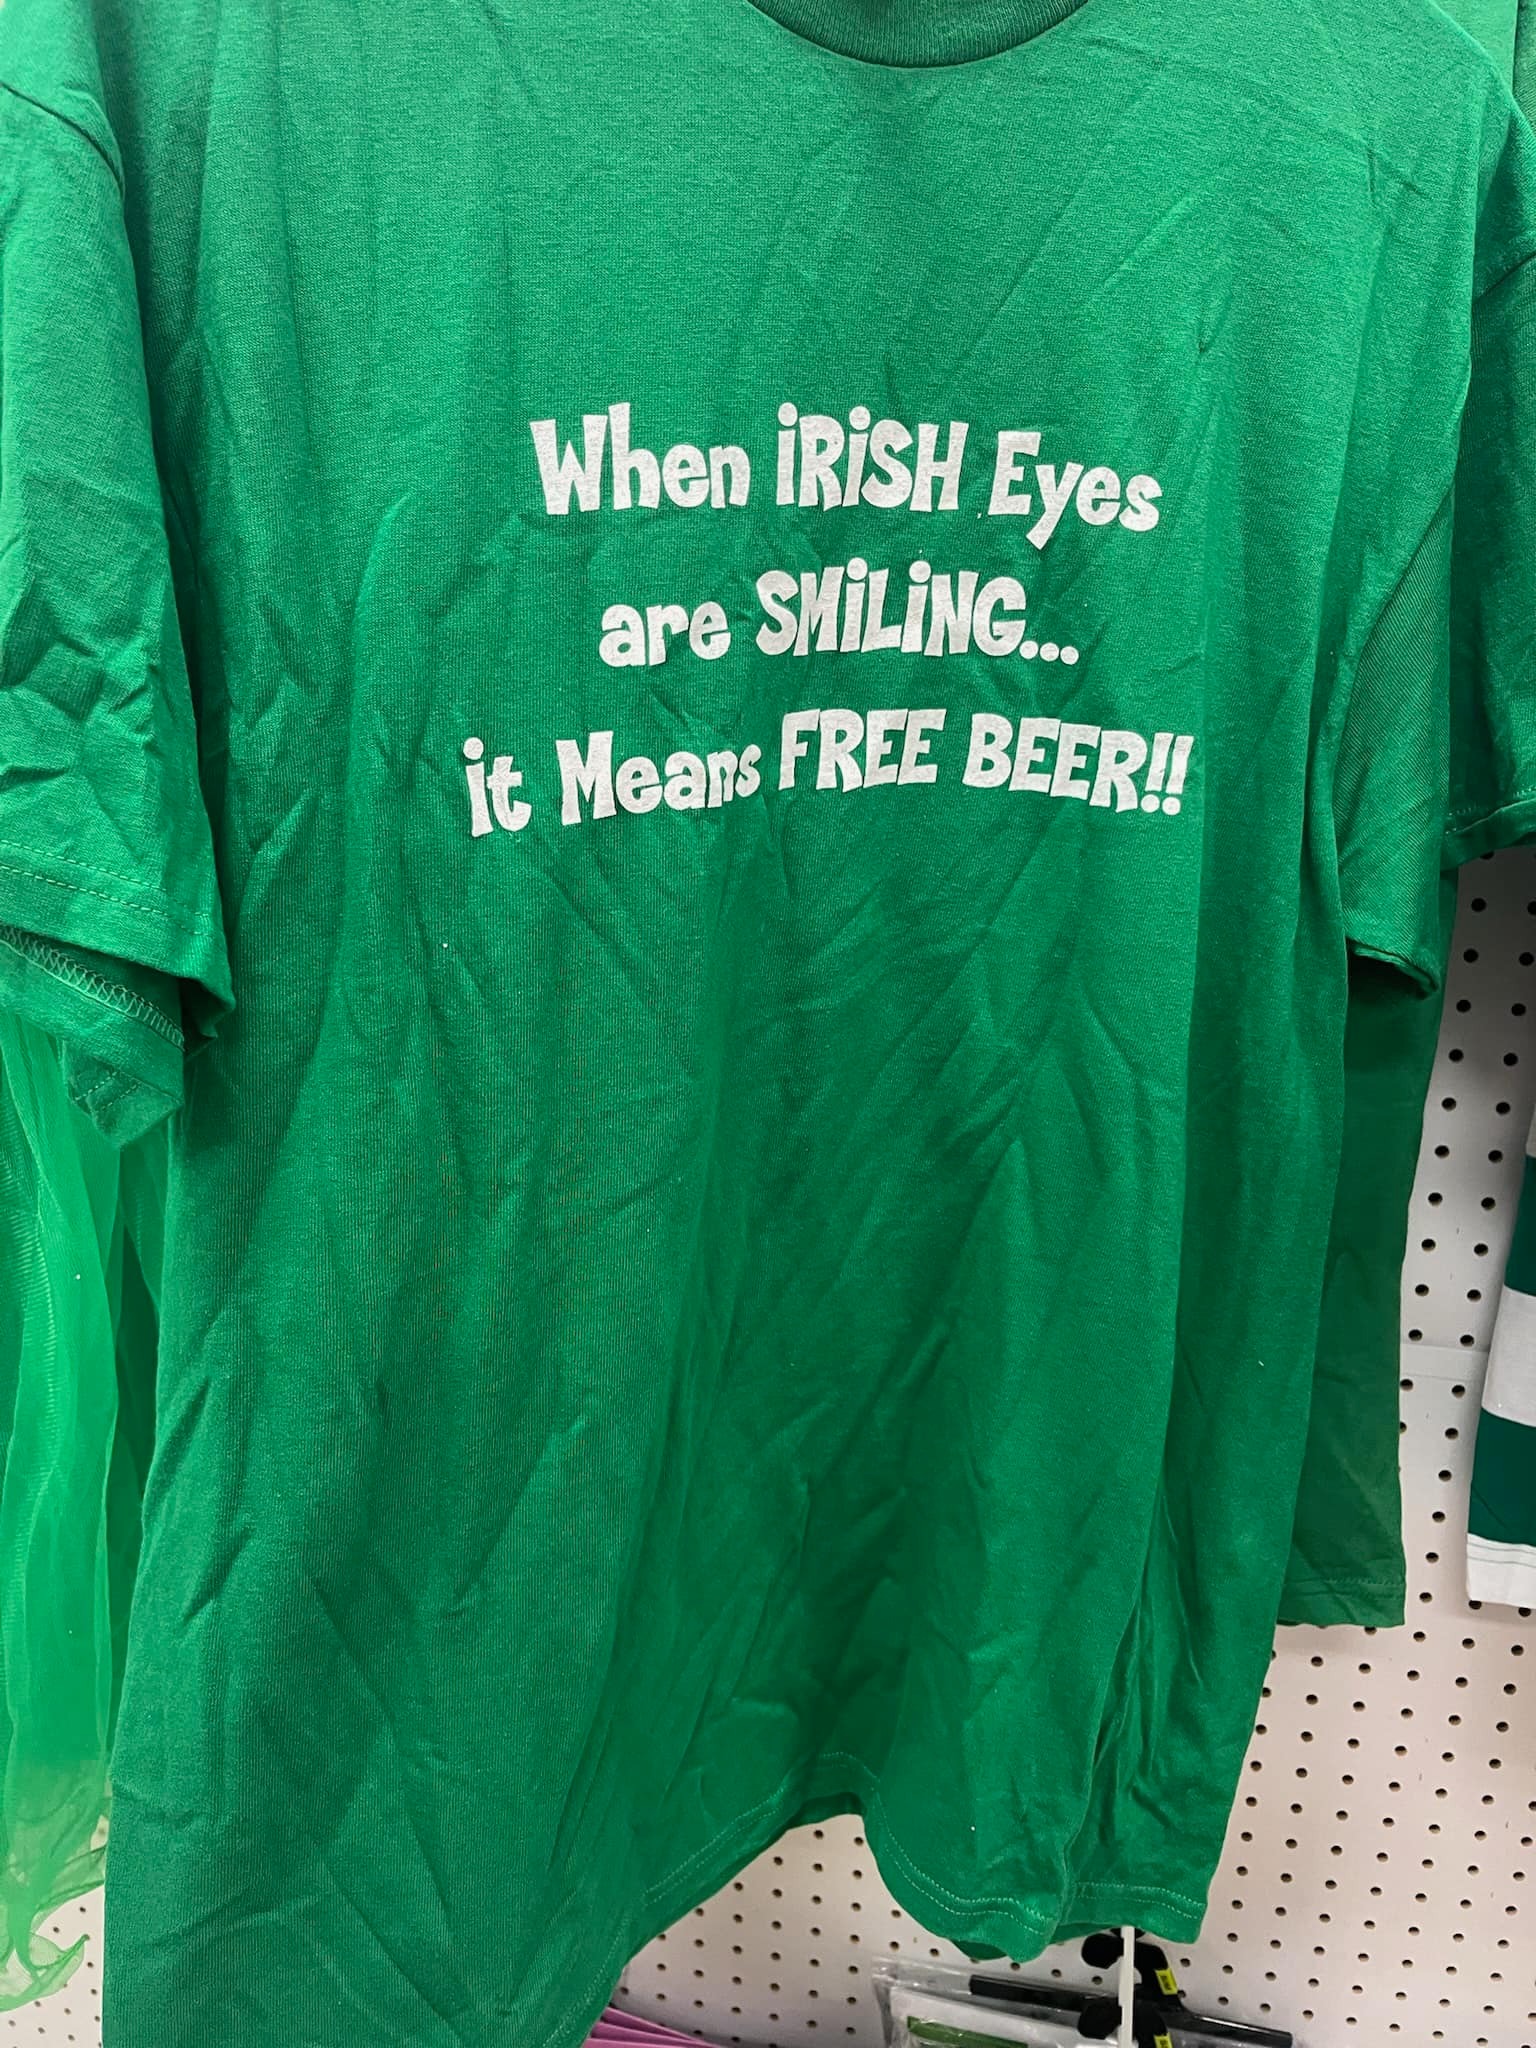 When iRiSH Eyes
are SMiLiNG...
it Means FREE BEER!!